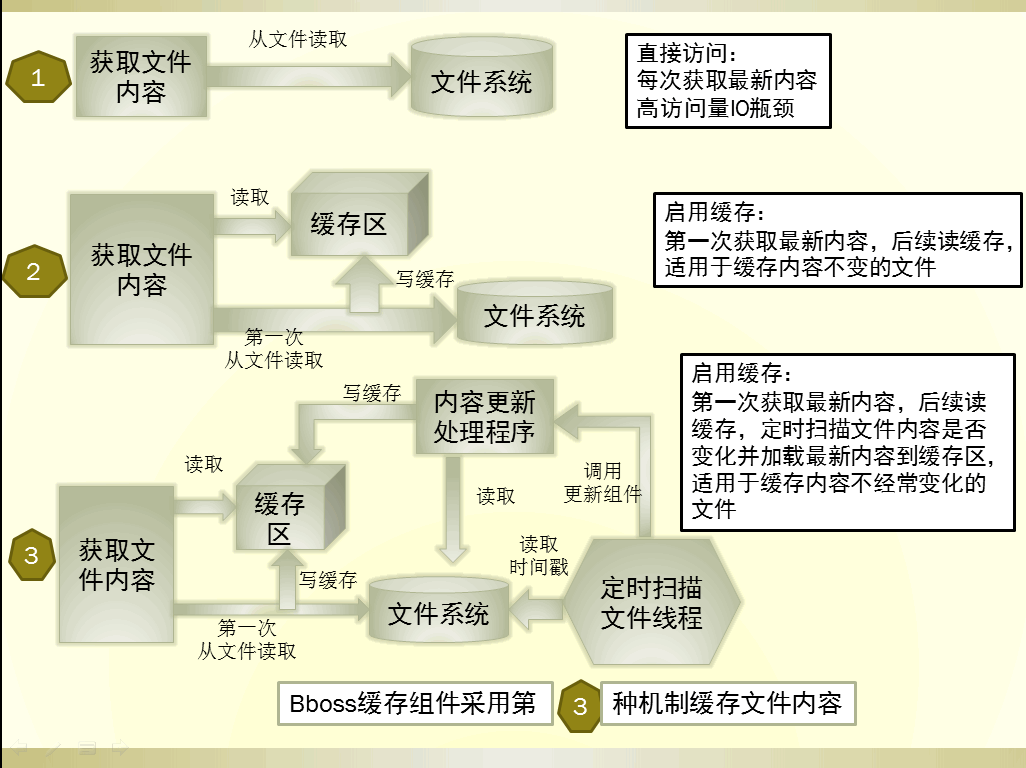 1
获取文件
内容
从文件读取
文件系统
直接访问：
每次获取最新内容
高访问量IO瓶颈
2
获取文件
内容
读取
缓存区
写缓存
第一次
从文件读取
文件系统
启用缓存：
第一次获取最新内容，后续读缓存，
适用于缓存内容不变的文件
3
获取文
件内容
读取
缓存
区
写缓存
第一次
从文件读取
文件系统
写缓存
内容更新
处理程序
读取
调用
更新组件
读取
时间戳
定时扫描
文件线程
启用缓存：
第一次获取最新内容，后续读
缓存，定时扫描文件内容是否
变化并加载最新内容到缓存区，
适用于缓存内容不经常变化的
文件
Bboss缓存组件采用第 3 种机制缓存文件内容